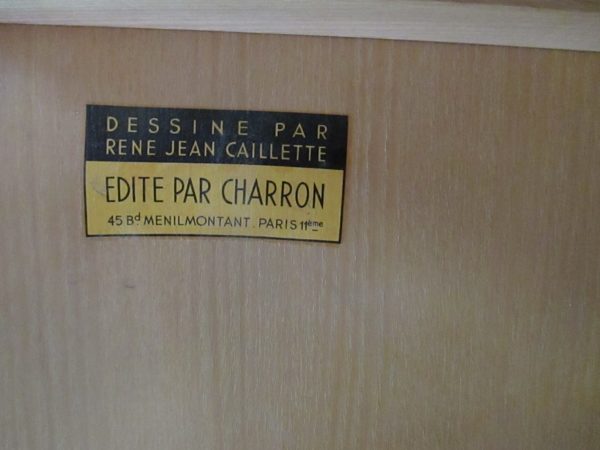 DESSINE PAR
RENE JEAN CAILLETTE
EDITE PAR CHARRON
45 Bd MENILMONTANT. PARIS 11ème